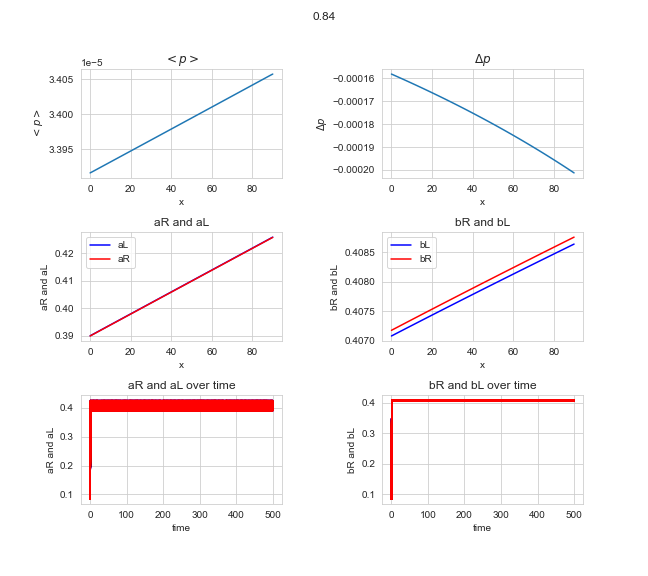 0.84
< p >
1e−5
3.405
3.400
3.395
< p >
0 20 40 60 80
x
Δp
−0.00016
−0.00017
−0.00018
−0.00019
−0.00020
Δp
0 20 40 60 80
x
aR and aL
aL
aR
0.42
0.41
0.40
0.39
aR and aL
0 20 40 60 80
x
bR and bL
bL
bR
0.4085
0.4080
0.4075
0.4070
bR and bL
0 20 40 60 80
x
aR and aL over time
0.4
0.3
0.2
0.1
aR and aL
0 100 200 300 400 500
time
bR and bL over time
0.4
0.3
0.2
0.1
bR and bL
0 100 200 300 400 500
time